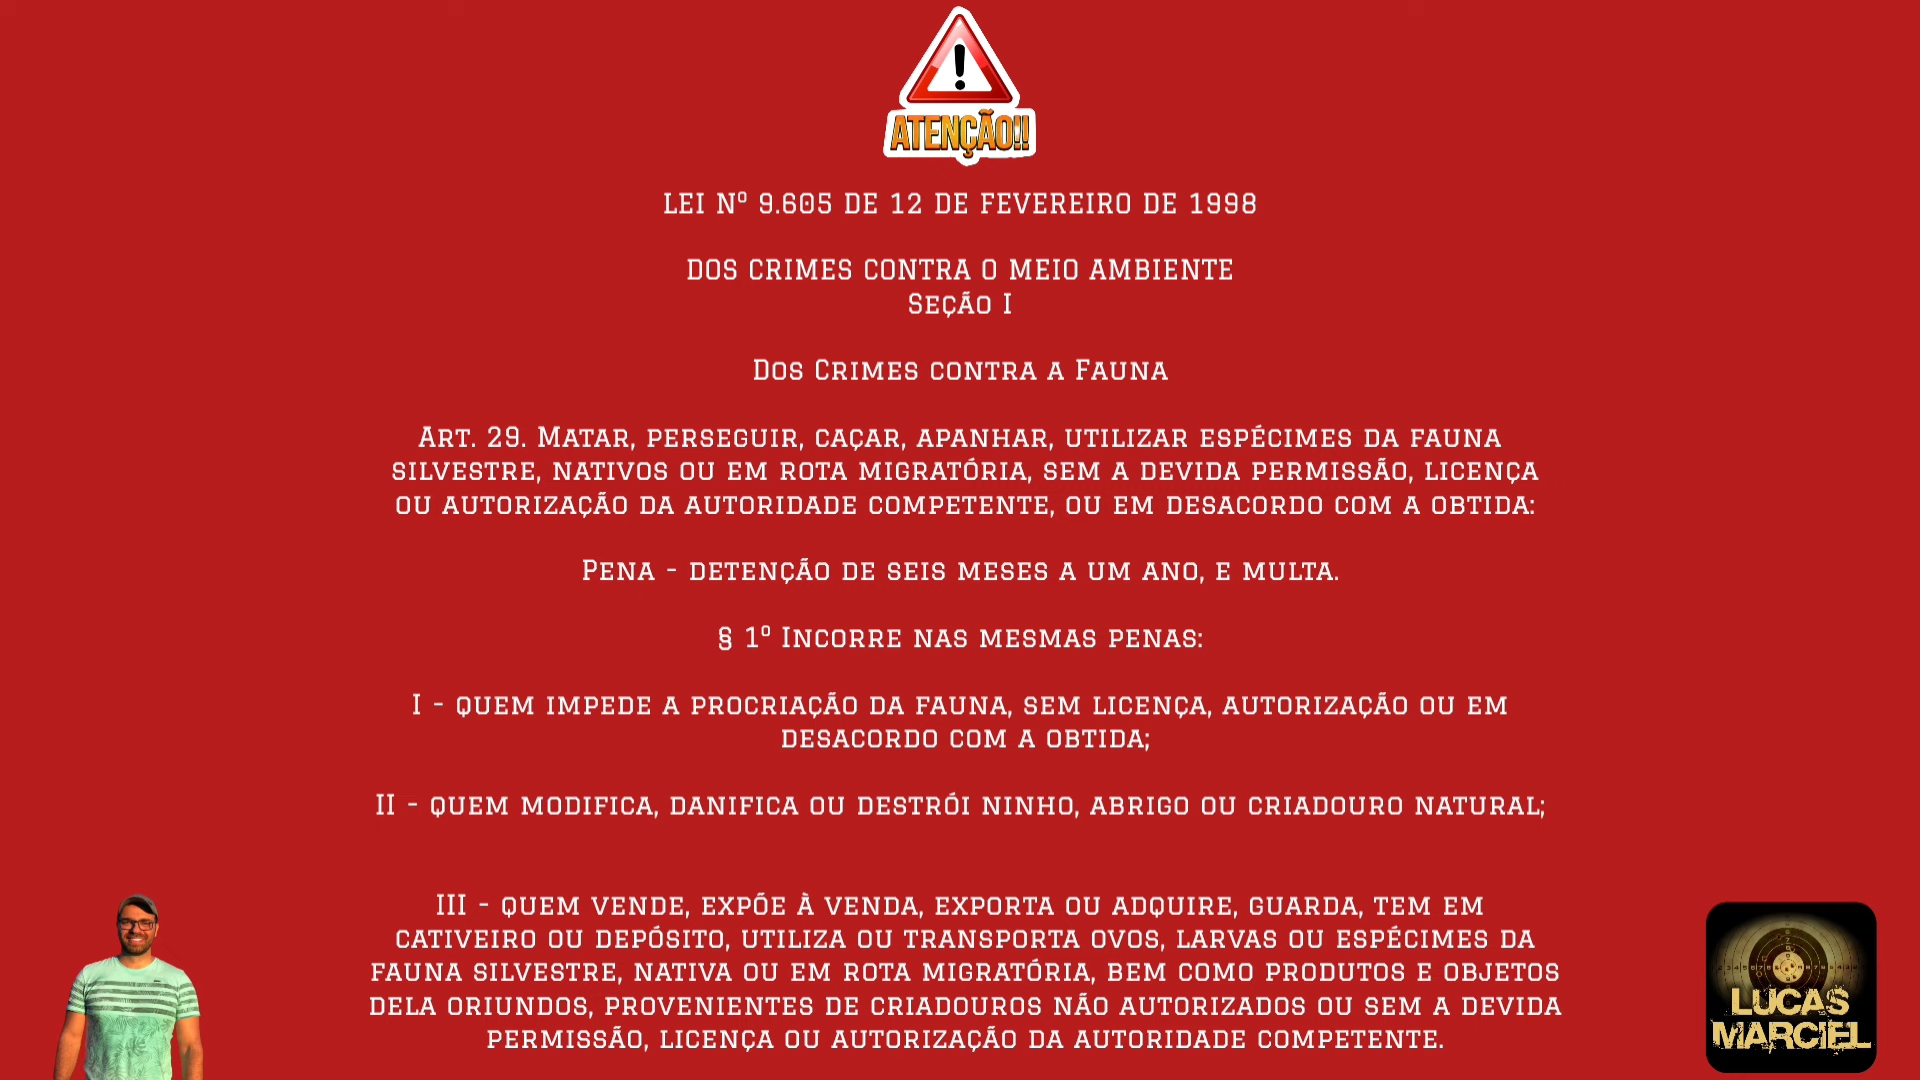 ATENÇÃO!!
LEI Nº 9.605 DE 12 DE FEVEREIRO DE 1998
DOS CRIMES CONTRA O MEIO AMBIENTE
Seção I
Dos Crimes contra a Fauna
Art. 29. Matar, perseguir, caçar, apanhar, utilizar espécimes da fauna
silvestre, nativos ou em rota migratória, sem a devida permissão, licença
ou autorização da autoridade competente, ou em desacordo com a obtida:
Pena - detenção de seis meses a um ano, e multa.
§ 1º Incorre nas mesmas penas:
I - quem impede a procriação da fauna, sem licença, autorização ou em
desacordo com a obtida;
II - quem modifica, danifica ou destrói ninho, abrigo ou criadouro natural;
III - quem vende, expõe à venda, exporta ou adquire, guarda, tem em
cativeiro ou depósito, utiliza ou transporta ovos, larvas ou espécimes da
fauna silvestre, nativa ou em rota migratória, bem como produtos e objetos
dela oriundos, provenientes de criadouros não autorizados ou sem a devida
permissão, licença ou autorização da autoridade competente.
LUCAS
MARCIEL